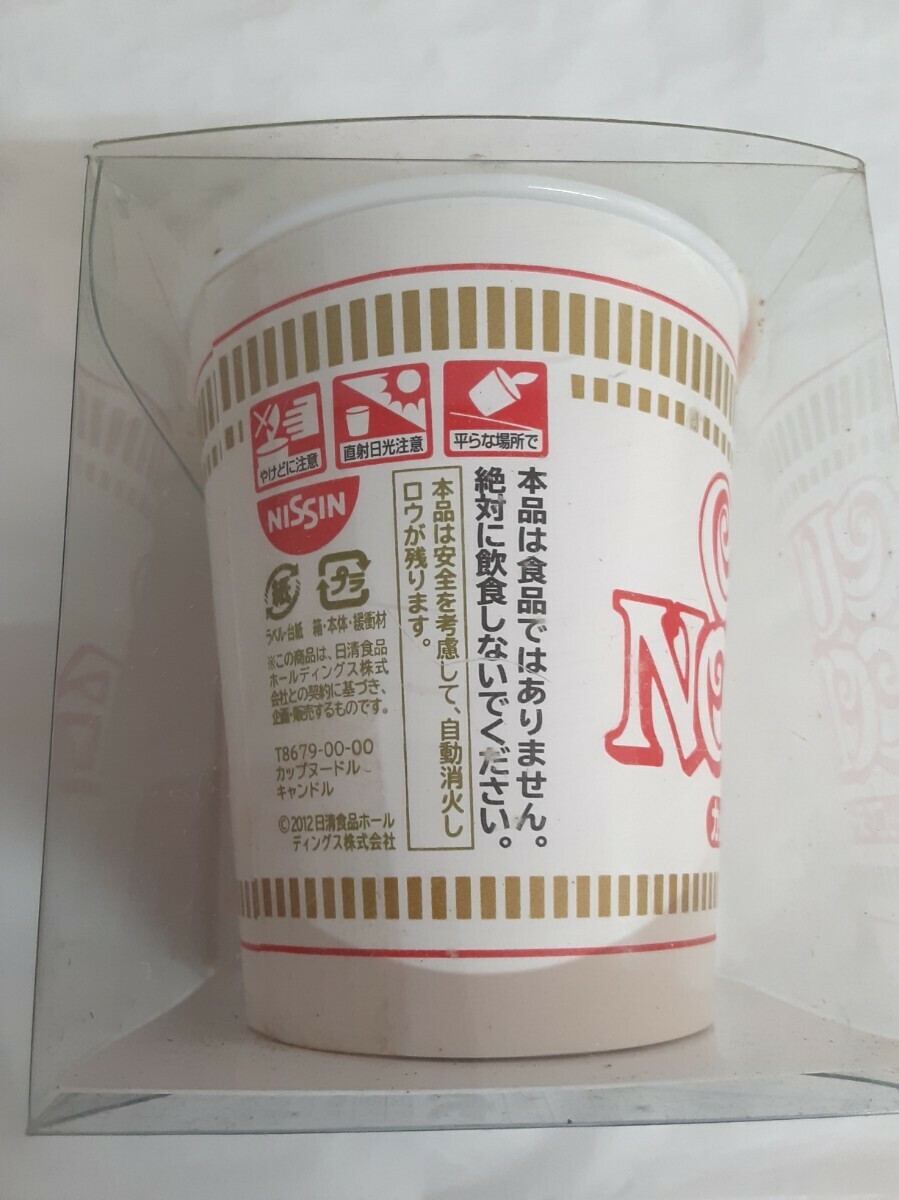 やけどに注意
直射日光注意
平らな場所で
NISSIN
本品は食品ではありません。
絶対に飲食しないでください。
本品は安全を考慮して、自動消火し
ロウが残ります。
紙
プラ
ラベル・台紙
箱・本体・緩衝材
※この商品は、日清食品
ホールディングス株式
会社との契約に基づき、
企画・販売するものです。
T8679-00-00
カップヌードル
キャンドル
©2012 日清食品ホール
ディングス株式会社